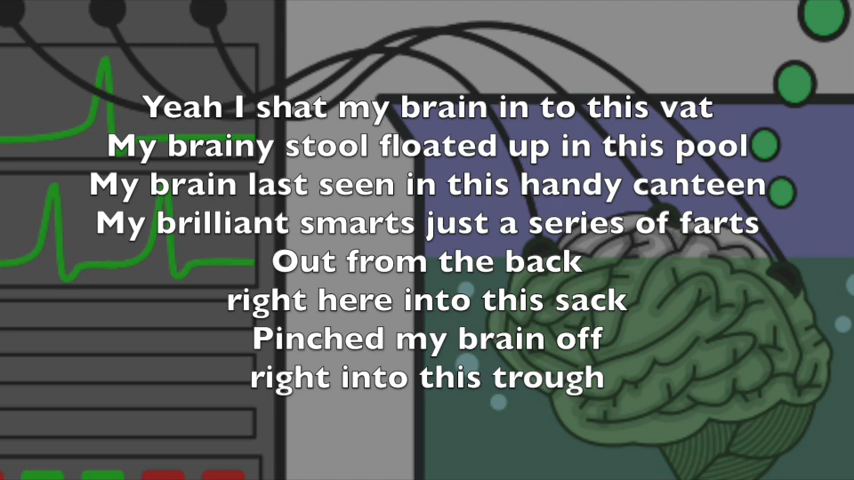 Yeah I shat my brain in to this vat
My brainy stool floated up in this pool
My brain last seen in this handy canteen
My brilliant smarts just a series of farts
Out from the back
right here into this sack
Pinched my brain off
right into this trough